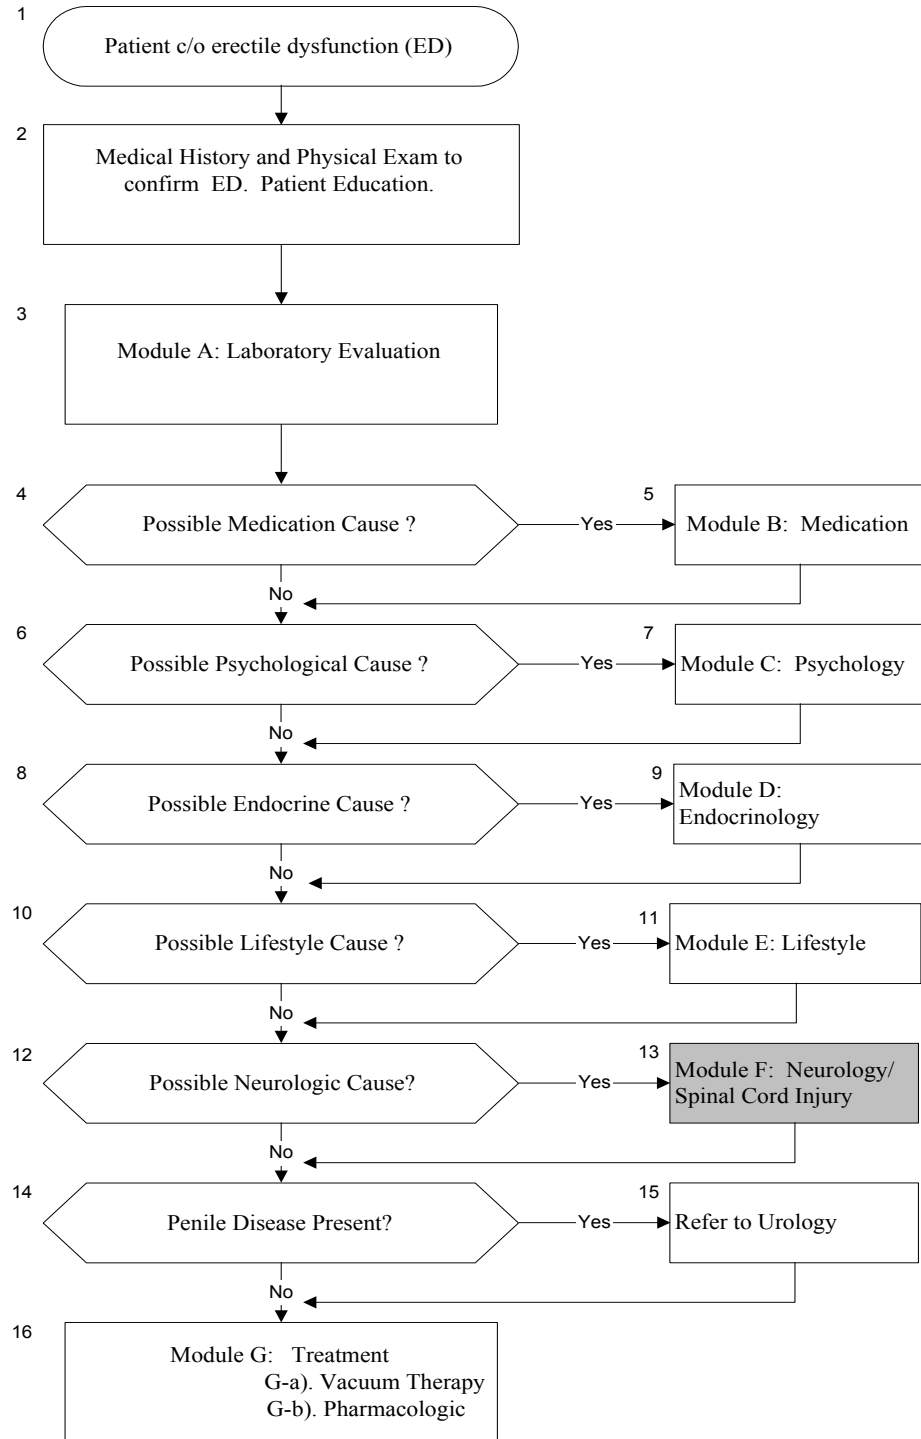 1
Patient c/o erectile dysfunction (ED)
2
Medical History and Physical Exam to
confirm ED. Patient Education.
3
Module A: Laboratory Evaluation
4
Possible Medication Cause ?
Yes
5
Module B: Medication
No
6
Possible Psychological Cause ?
Yes
7
Module C: Psychology
No
8
Possible Endocrine Cause ?
Yes
9
Module D:
Endocrinology
No
10
Possible Lifestyle Cause ?
Yes
11
Module E: Lifestyle
No
12
Possible Neurologic Cause?
Yes
13
Module F: Neurology/
Spinal Cord Injury
No
14
Penile Disease Present?
Yes
15
Refer to Urology
No
16
Module G: Treatment
G-a). Vacuum Therapy
G-b). Pharmacologic